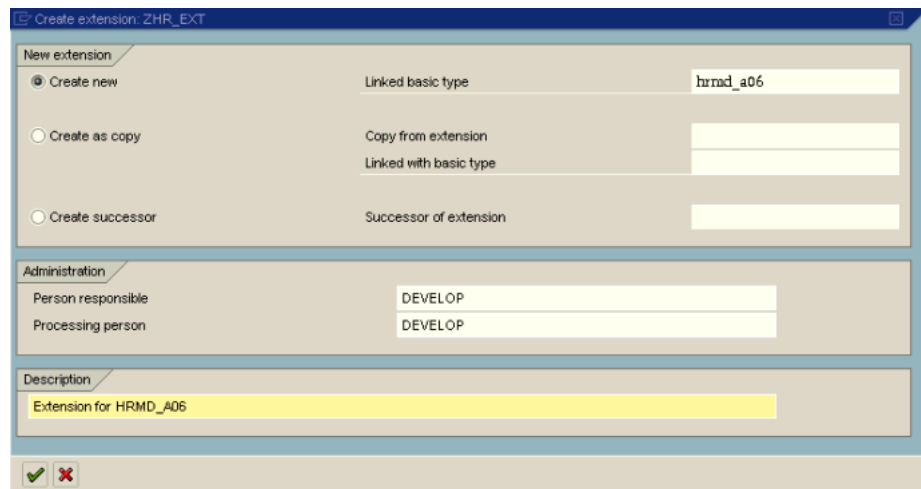 Create extension: ZHR_EXT
New extension
Create new Linked basic type hrmd_a06
Create as copy Copy from extension
Linked with basic type
Create successor Successor of extension
Administration
Person responsible DEVELOP
Processing person DEVELOP
Description
Extension for HRMD_A06